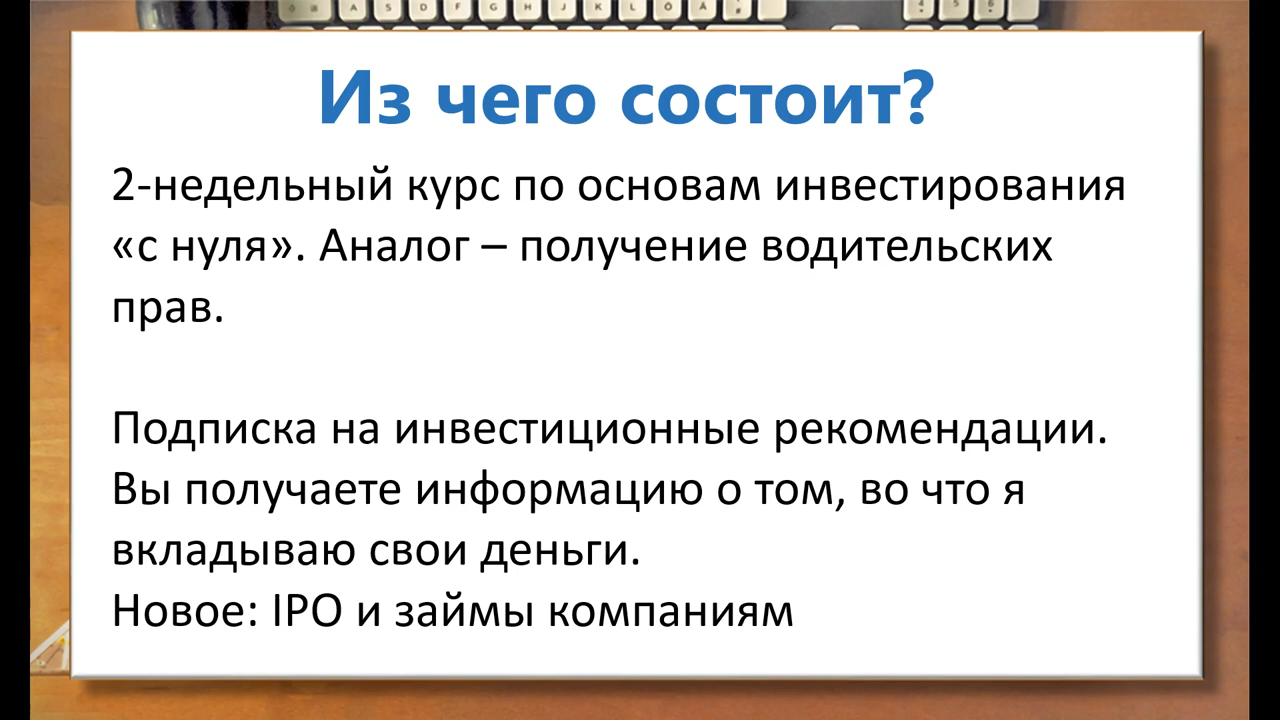 Из чего состоит?
2-недельный курс по основам инвестирования
«с нуля». Аналог – получение водительских
прав.
Подписка на инвестиционные рекомендации.
Вы получаете информацию о том, во что я
вкладываю свои деньги.
Новое: IPO и займы компаниям